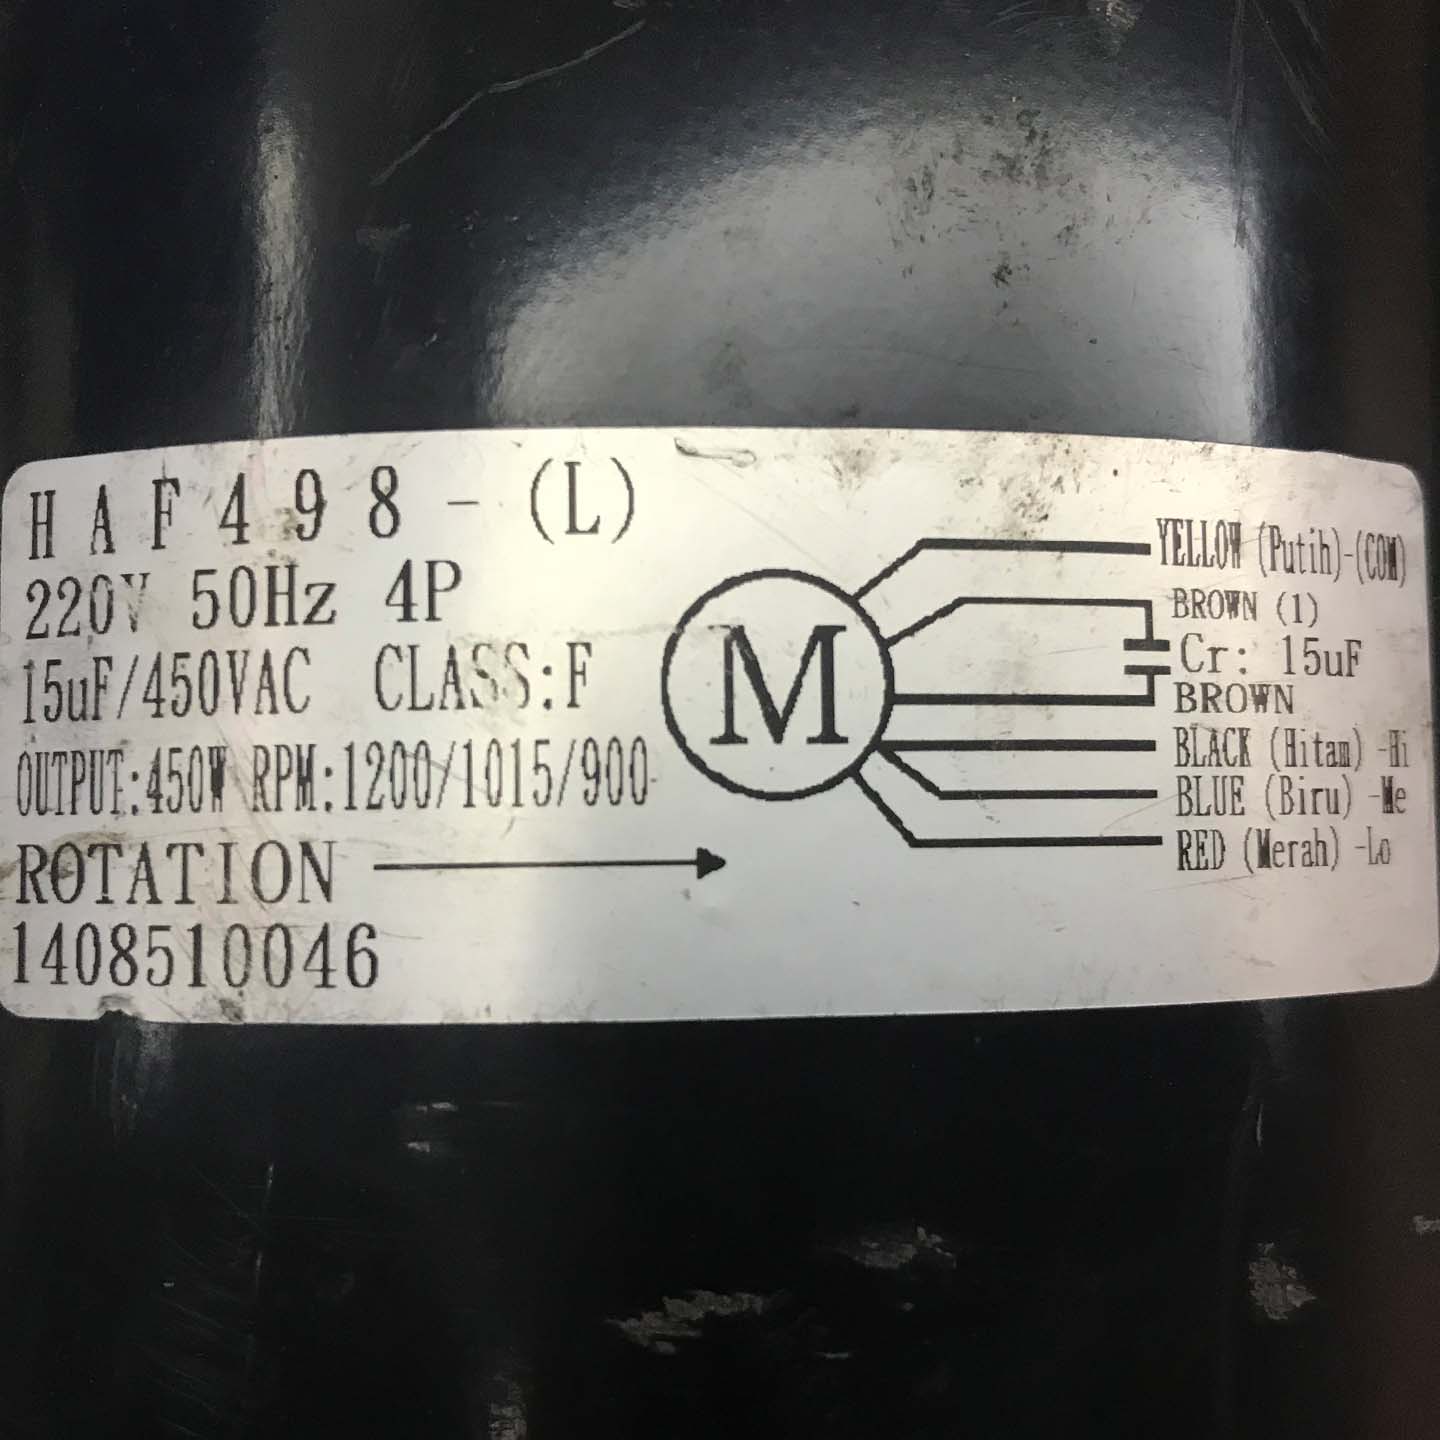 HAF498-(L)
220V 50Hz 4P
15uF/450VAC CLASS:F
OUTPUT:450W RPM:1200/1015/900
ROTATION
1408510046
M
YELLOW (Putih)-(COM)
BROWN (1)
Cr: 15uF
BROWN
BLACK (Hitam) -Hi
BLUE (Biru) -Me
RED (Merah) -Lo